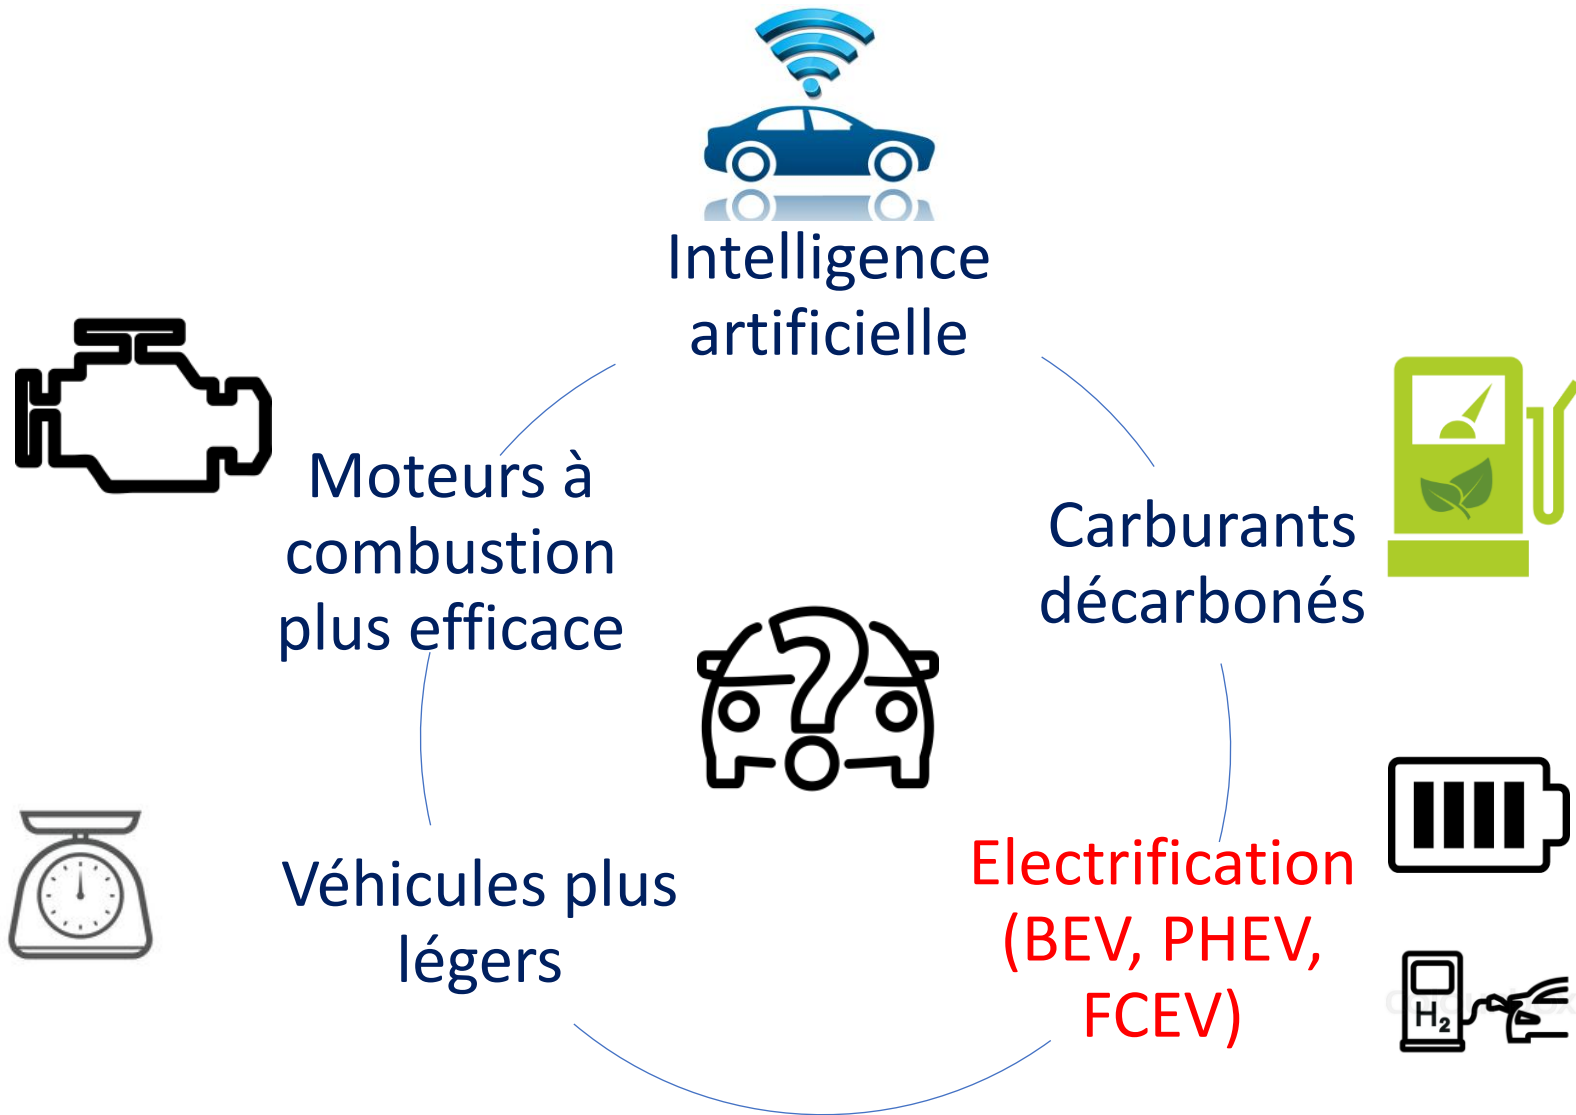 Intelligence
artificielle
Moteurs à
combustion
plus efficace
Carburants
décarbonés
Véhicules plus
légers
Electrification
(BEV, PHEV,
FCEV)
H₂